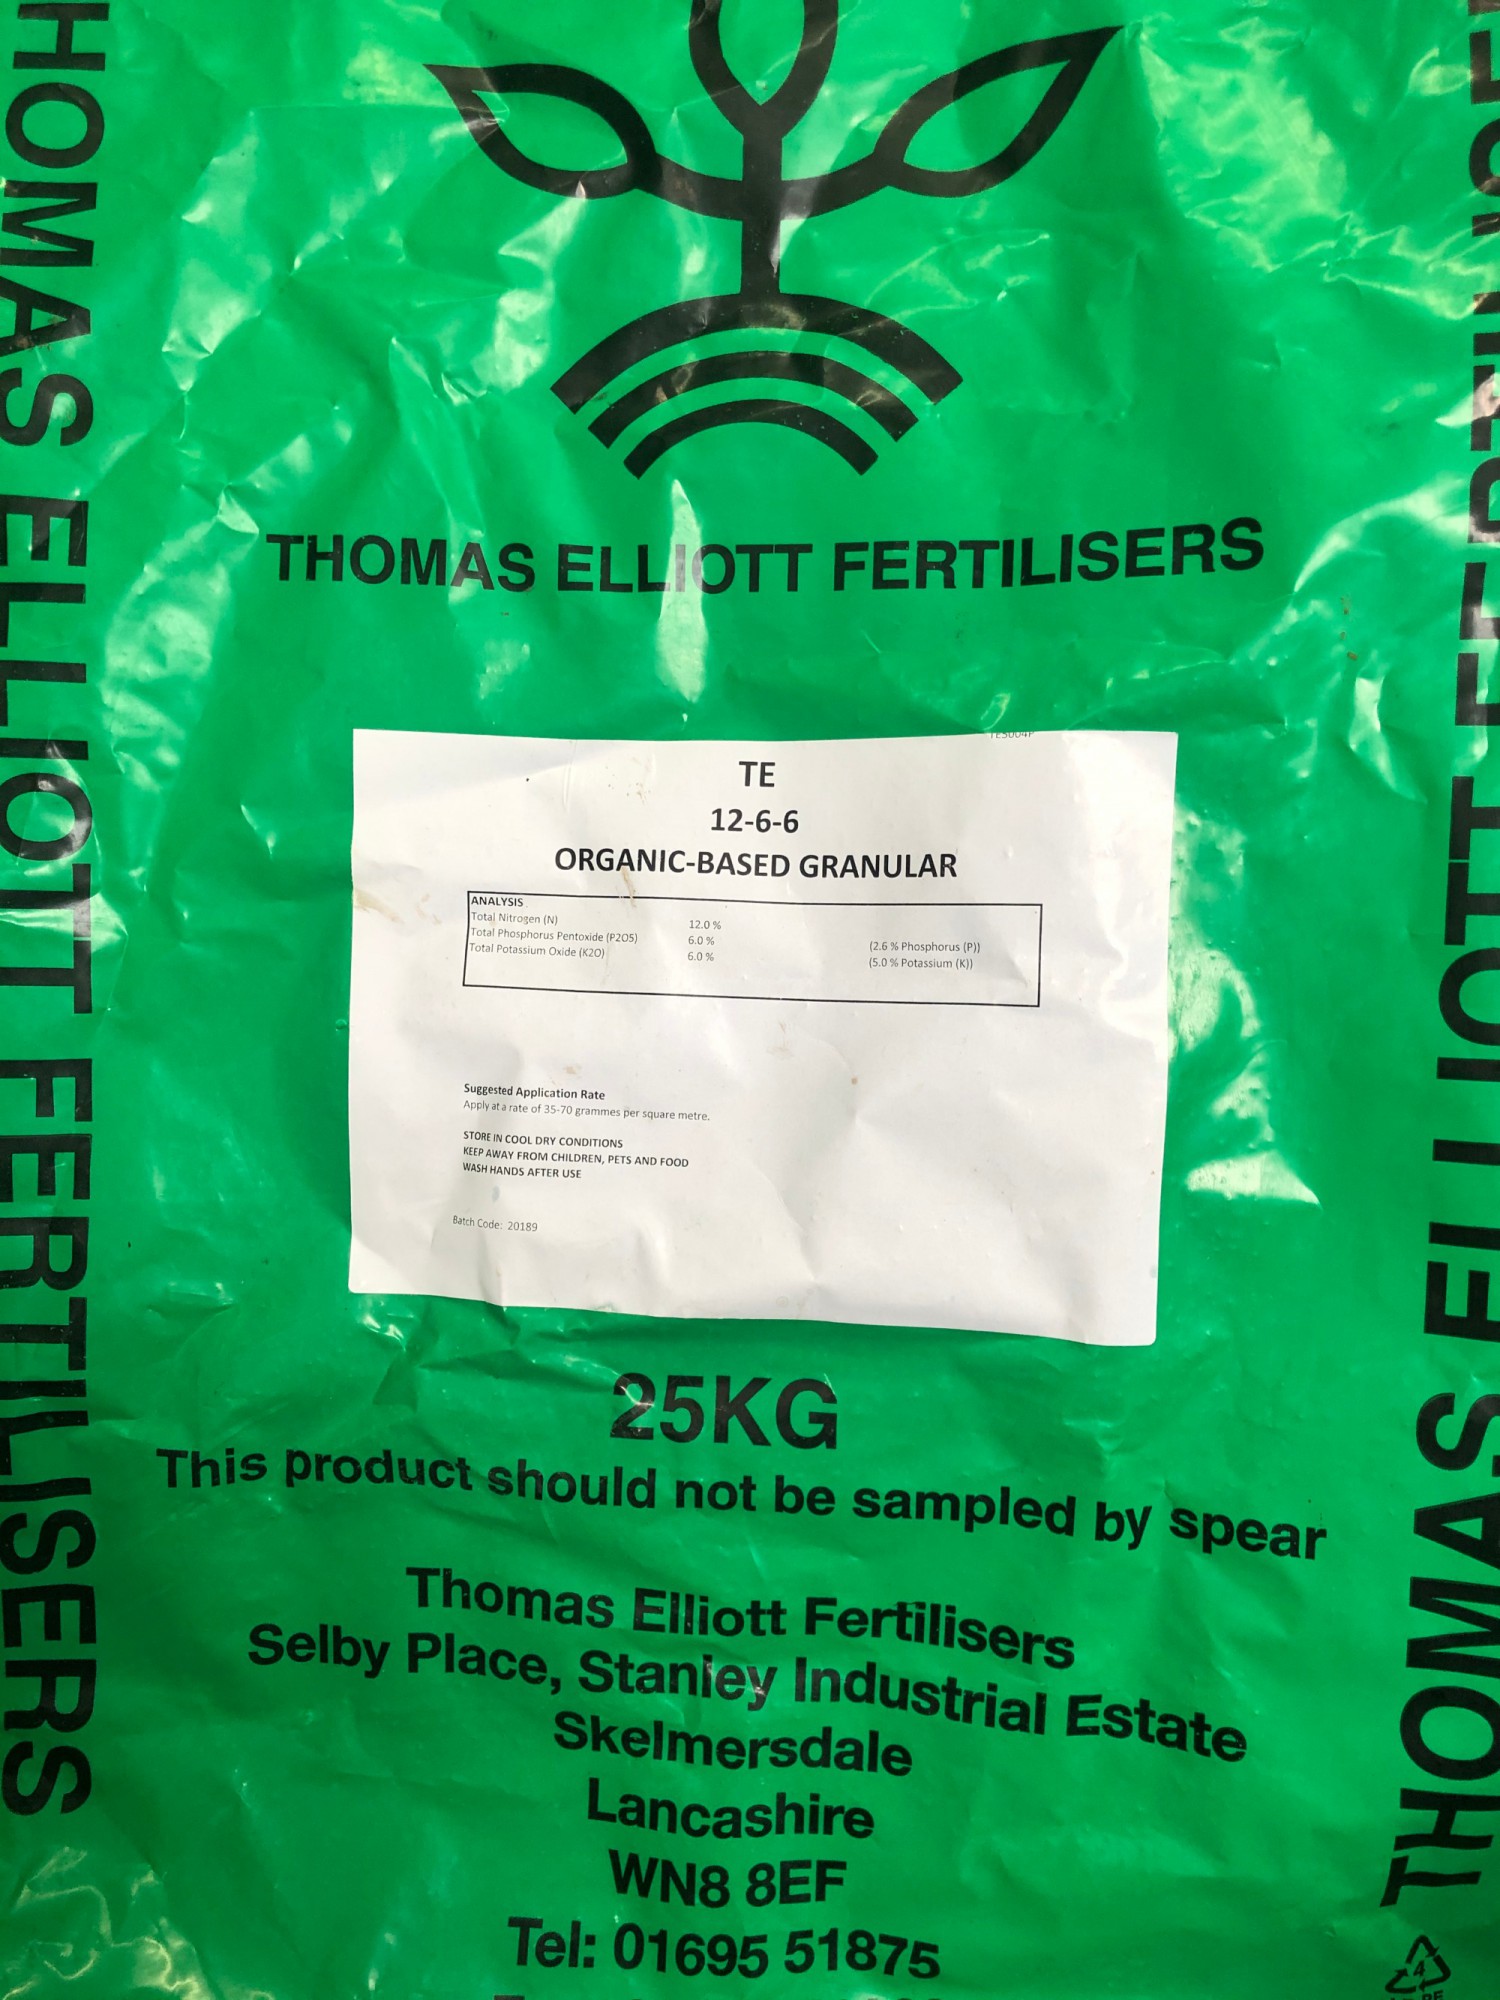 THOMAS ELLIOTT FERTILISERS
THOMAS ELLIOTT FERTILISERS
TE
12-6-6
ORGANIC-BASED GRANULAR
ANALYSIS
Total Nitrogen (N) 12.0 %
Total Phosphorus Pentoxide (P2O5) 6.0 % (2.6 % Phosphorus (P))
Total Potassium Oxide (K2O) 6.0 % (5.0 % Potassium (K))
Suggested Application Rate
Apply at a rate of 35-70 grammes per square metre.
STORE IN COOL DRY CONDITIONS
KEEP AWAY FROM CHILDREN, PETS AND FOOD
WASH HANDS AFTER USE
Batch Code: 20189
25KG
This product should not be sampled by spear
Thomas Elliott Fertilisers
Selby Place, Stanley Industrial Estate
Skelmersdale
Lancashire
WN8 8EF
Tel: 01695 51875
THOMAS ELLIOTT FERTILISERS
4